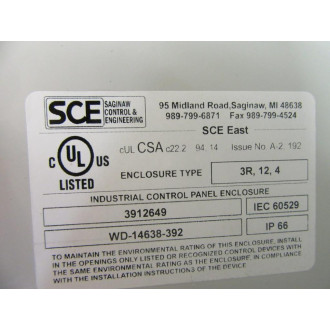 SCE
SAGINAW
CONTROL &
ENGINEERING
95 Midland Road, Saginaw, MI 48638
989-799-6871 Fax 989-799-4524
SCE East
c UL US
LISTED
cUL CSA c22.2 94.14 Issue No A-2, 192
ENCLOSURE TYPE 3R, 12, 4
INDUSTRIAL CONTROL PANEL ENCLOSURE
3912649 IEC 60529
WD-14638-392 IP 66
TO MAINTAIN THE ENVIRONMENTAL RATING OF THIS ENCLOSURE, INSTALL
IN OPENINGS ONLY LISTED OR RECOGNIZED CONDUIT DEVICES WITH
THE SAME ENVIRONMENTAL RATING AS THE ENCLOSURE, IN COMPLIANCE
WITH THE INSTALLATION INSTRUCTIONS OF THE DEVICE.